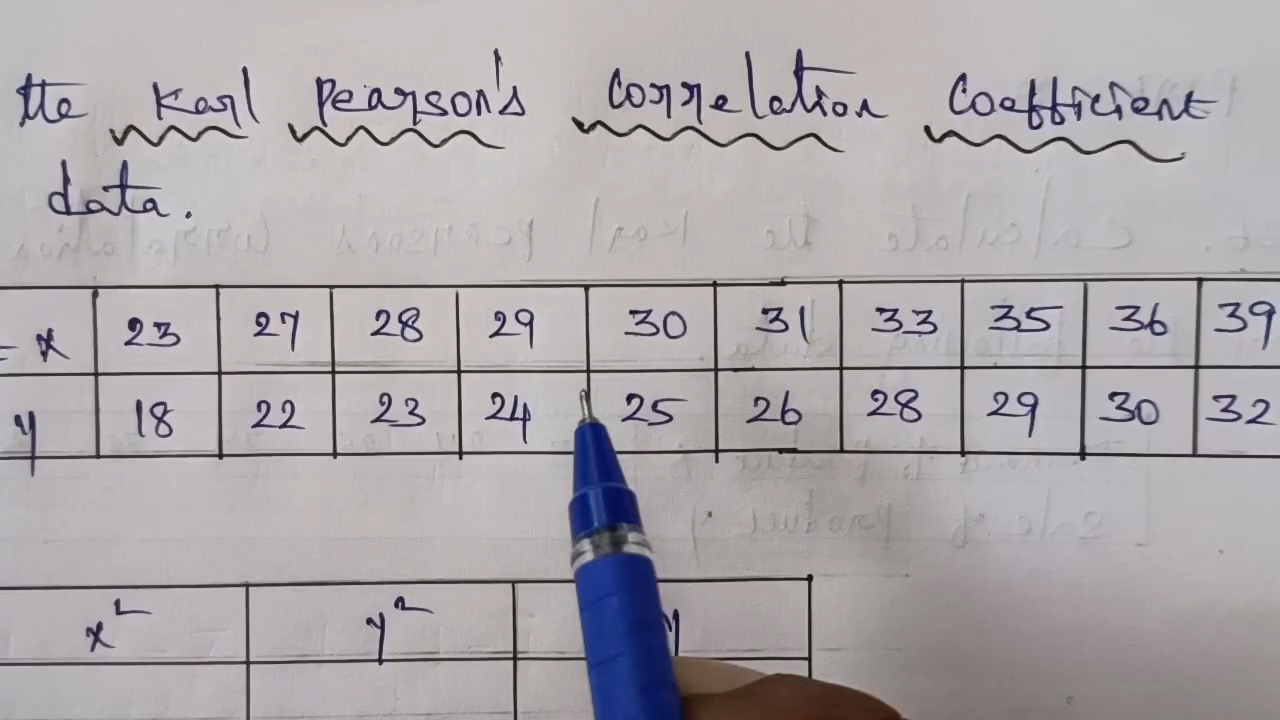 the Karl Pearson's correlation coefficient
data.
= x 23 27 28 29 30 31 33 35 36 39
y 18 22 23 24 25 26 28 29 30 32
x² y² y